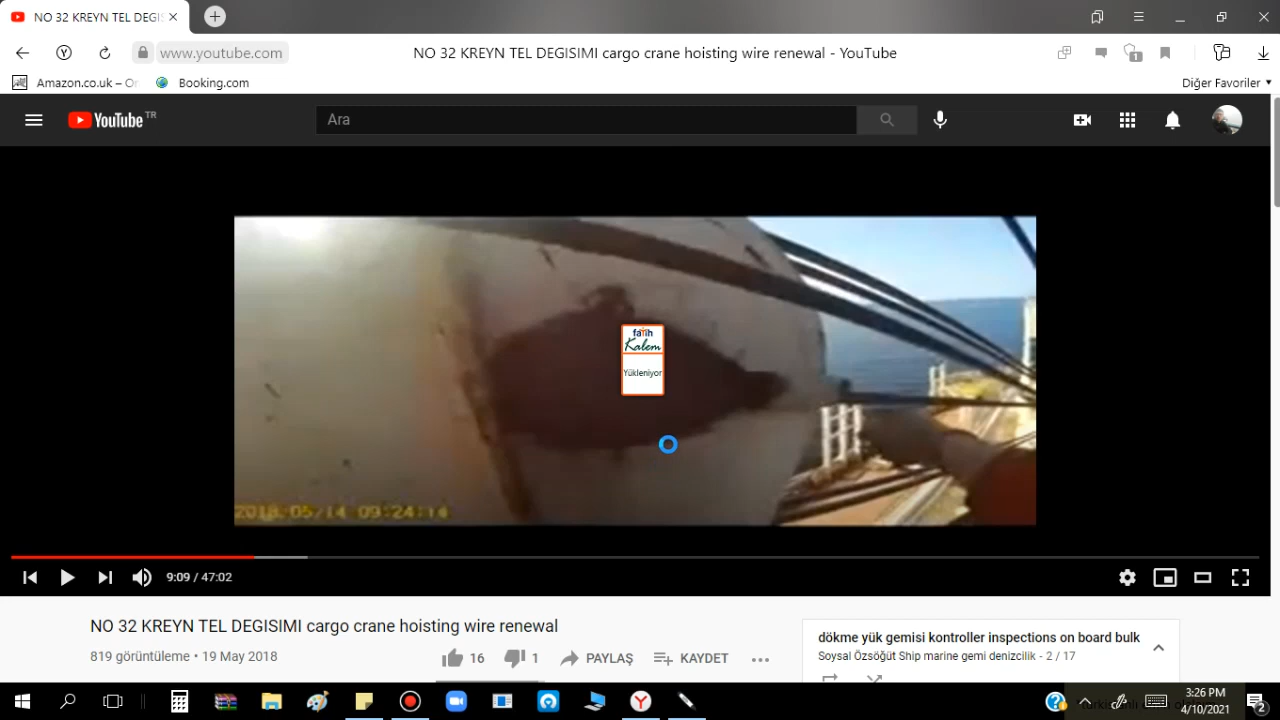 NO 32 KREYN TEL DEGIS
www.youtube.com
NO 32 KREYN TEL DEGISIMI cargo crane hoisting wire renewal - YouTube
1
Amazon.co.uk – Or
Booking.com
Diğer Favoriler
YouTube TR
Ara
fatih
Kalem
Yükleniyor
2018/05/14 09:24:14
9:09 / 47:02
NO 32 KREYN TEL DEGISIMI cargo crane hoisting wire renewal
819 görüntüleme • 19 May 2018
16
1
PAYLAŞ
KAYDET
dökme yük gemisi kontroller inspections on board bulk
Soysal Özsöğüt Ship marine gemi denizcilik - 2 / 17
3:26 PM
4/10/2021
2